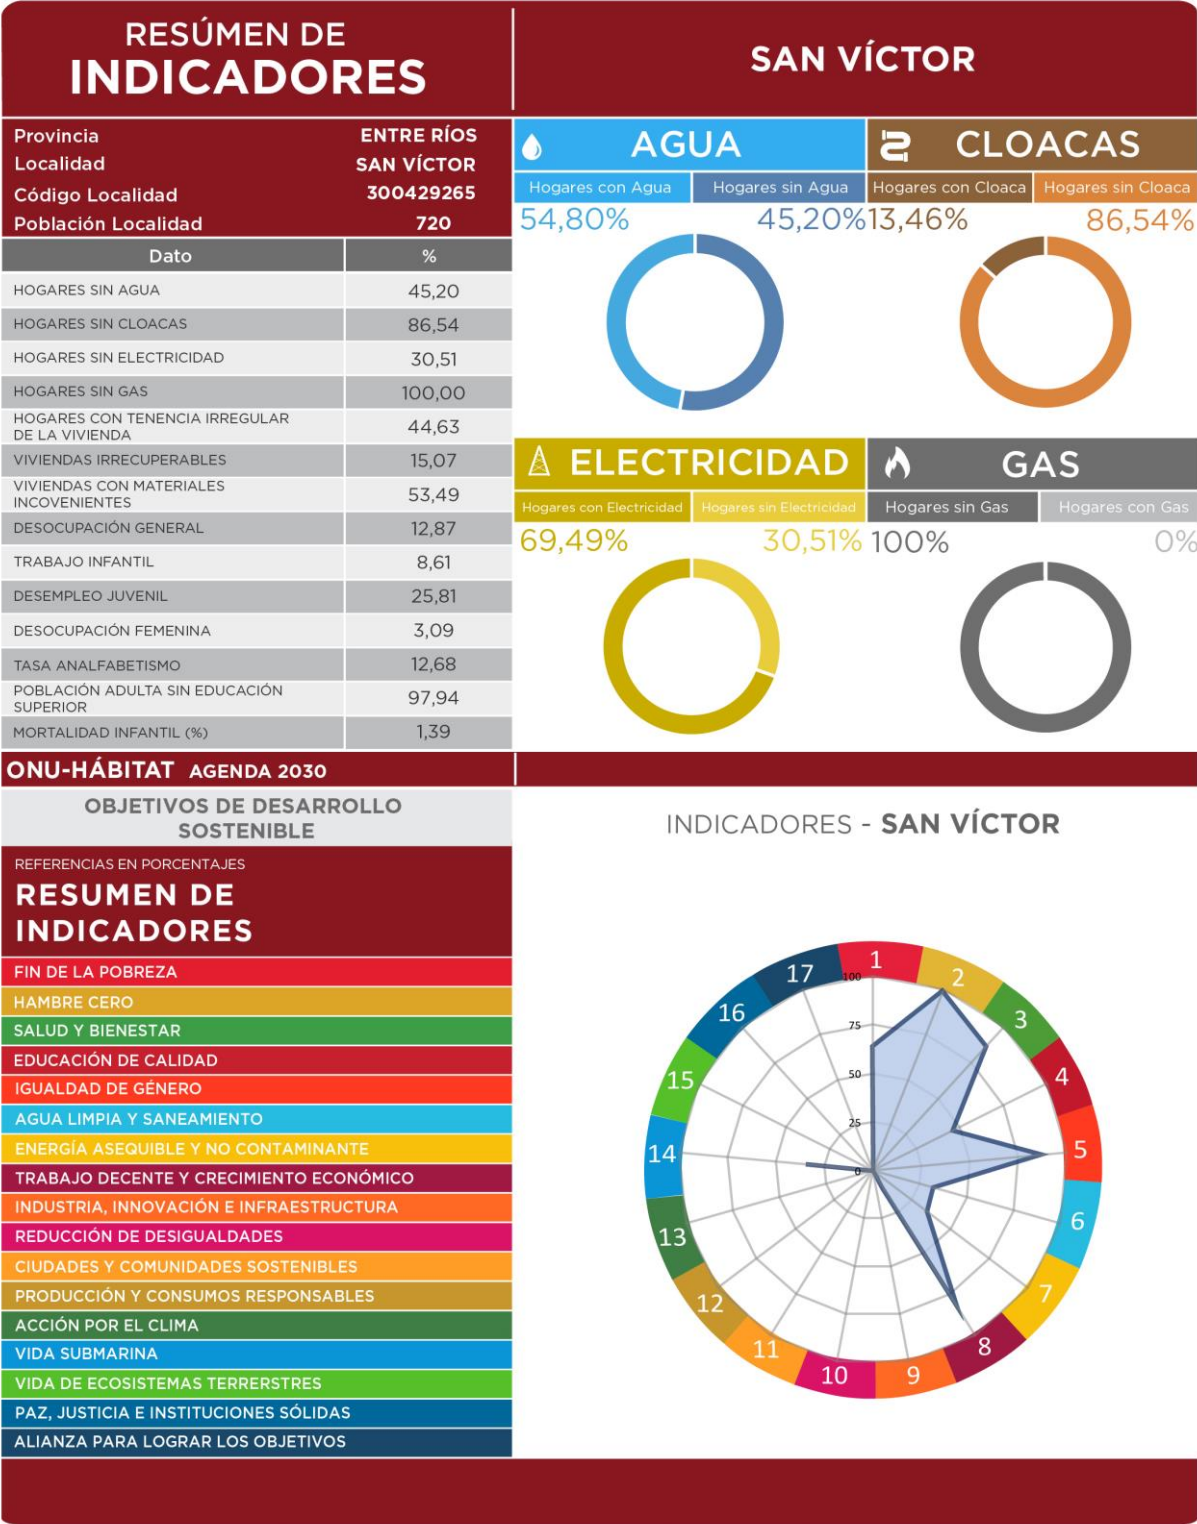 RESÚMEN DE
INDICADORES
SAN VÍCTOR
Provincia ENTRE RÍOS
Localidad SAN VÍCTOR
Código Localidad 300429265
Población Localidad 720
Dato %
HOGARES SIN AGUA 45,20
HOGARES SIN CLOACAS 86,54
HOGARES SIN ELECTRICIDAD 30,51
HOGARES SIN GAS 100,00
HOGARES CON TENENCIA IRREGULAR
DE LA VIVIENDA 44,63
VIVIENDAS IRRECUPERABLES 15,07
VIVIENDAS CON MATERIALES
INCOVENIENTES 53,49
DESOCUPACIÓN GENERAL 12,87
TRABAJO INFANTIL 8,61
DESEMPLEO JUVENIL 25,81
DESOCUPACIÓN FEMENINA 3,09
TASA ANALFABETISMO 12,68
POBLACIÓN ADULTA SIN EDUCACIÓN
SUPERIOR 97,94
MORTALIDAD INFANTIL (%) 1,39
AGUA
Hogares con Agua Hogares sin Agua
54,80% 45,20%
CLOACAS
Hogares con Cloaca Hogares sin Cloaca
13,46% 86,54%
ELECTRICIDAD
Hogares con Electricidad Hogares sin Electricidad
69,49% 30,51%
GAS
Hogares sin Gas Hogares con Gas
100% 0%
ONU-HÁBITAT AGENDA 2030
OBJETIVOS DE DESARROLLO
SOSTENIBLE
REFERENCIAS EN PORCENTAJES
RESUMEN DE
INDICADORES
FIN DE LA POBREZA
HAMBRE CERO
SALUD Y BIENESTAR
EDUCACIÓN DE CALIDAD
IGUALDAD DE GÉNERO
AGUA LIMPIA Y SANEAMIENTO
ENERGÍA ASEQUIBLE Y NO CONTAMINANTE
TRABAJO DECENTE Y CRECIMIENTO ECONÓMICO
INDUSTRIA, INNOVACIÓN E INFRAESTRUCTURA
REDUCCIÓN DE DESIGUALDADES
CIUDADES Y COMUNIDADES SOSTENIBLES
PRODUCCIÓN Y CONSUMOS RESPONSABLES
ACCIÓN POR EL CLIMA
VIDA SUBMARINA
VIDA DE ECOSISTEMAS TERRERSTRES
PAZ, JUSTICIA E INSTITUCIONES SÓLIDAS
ALIANZA PARA LOGRAR LOS OBJETIVOS
INDICADORES - SAN VÍCTOR
1
2
3
4
5
6
7
8
9
10
11
12
13
14
15
16
17
100
75
50
25
0